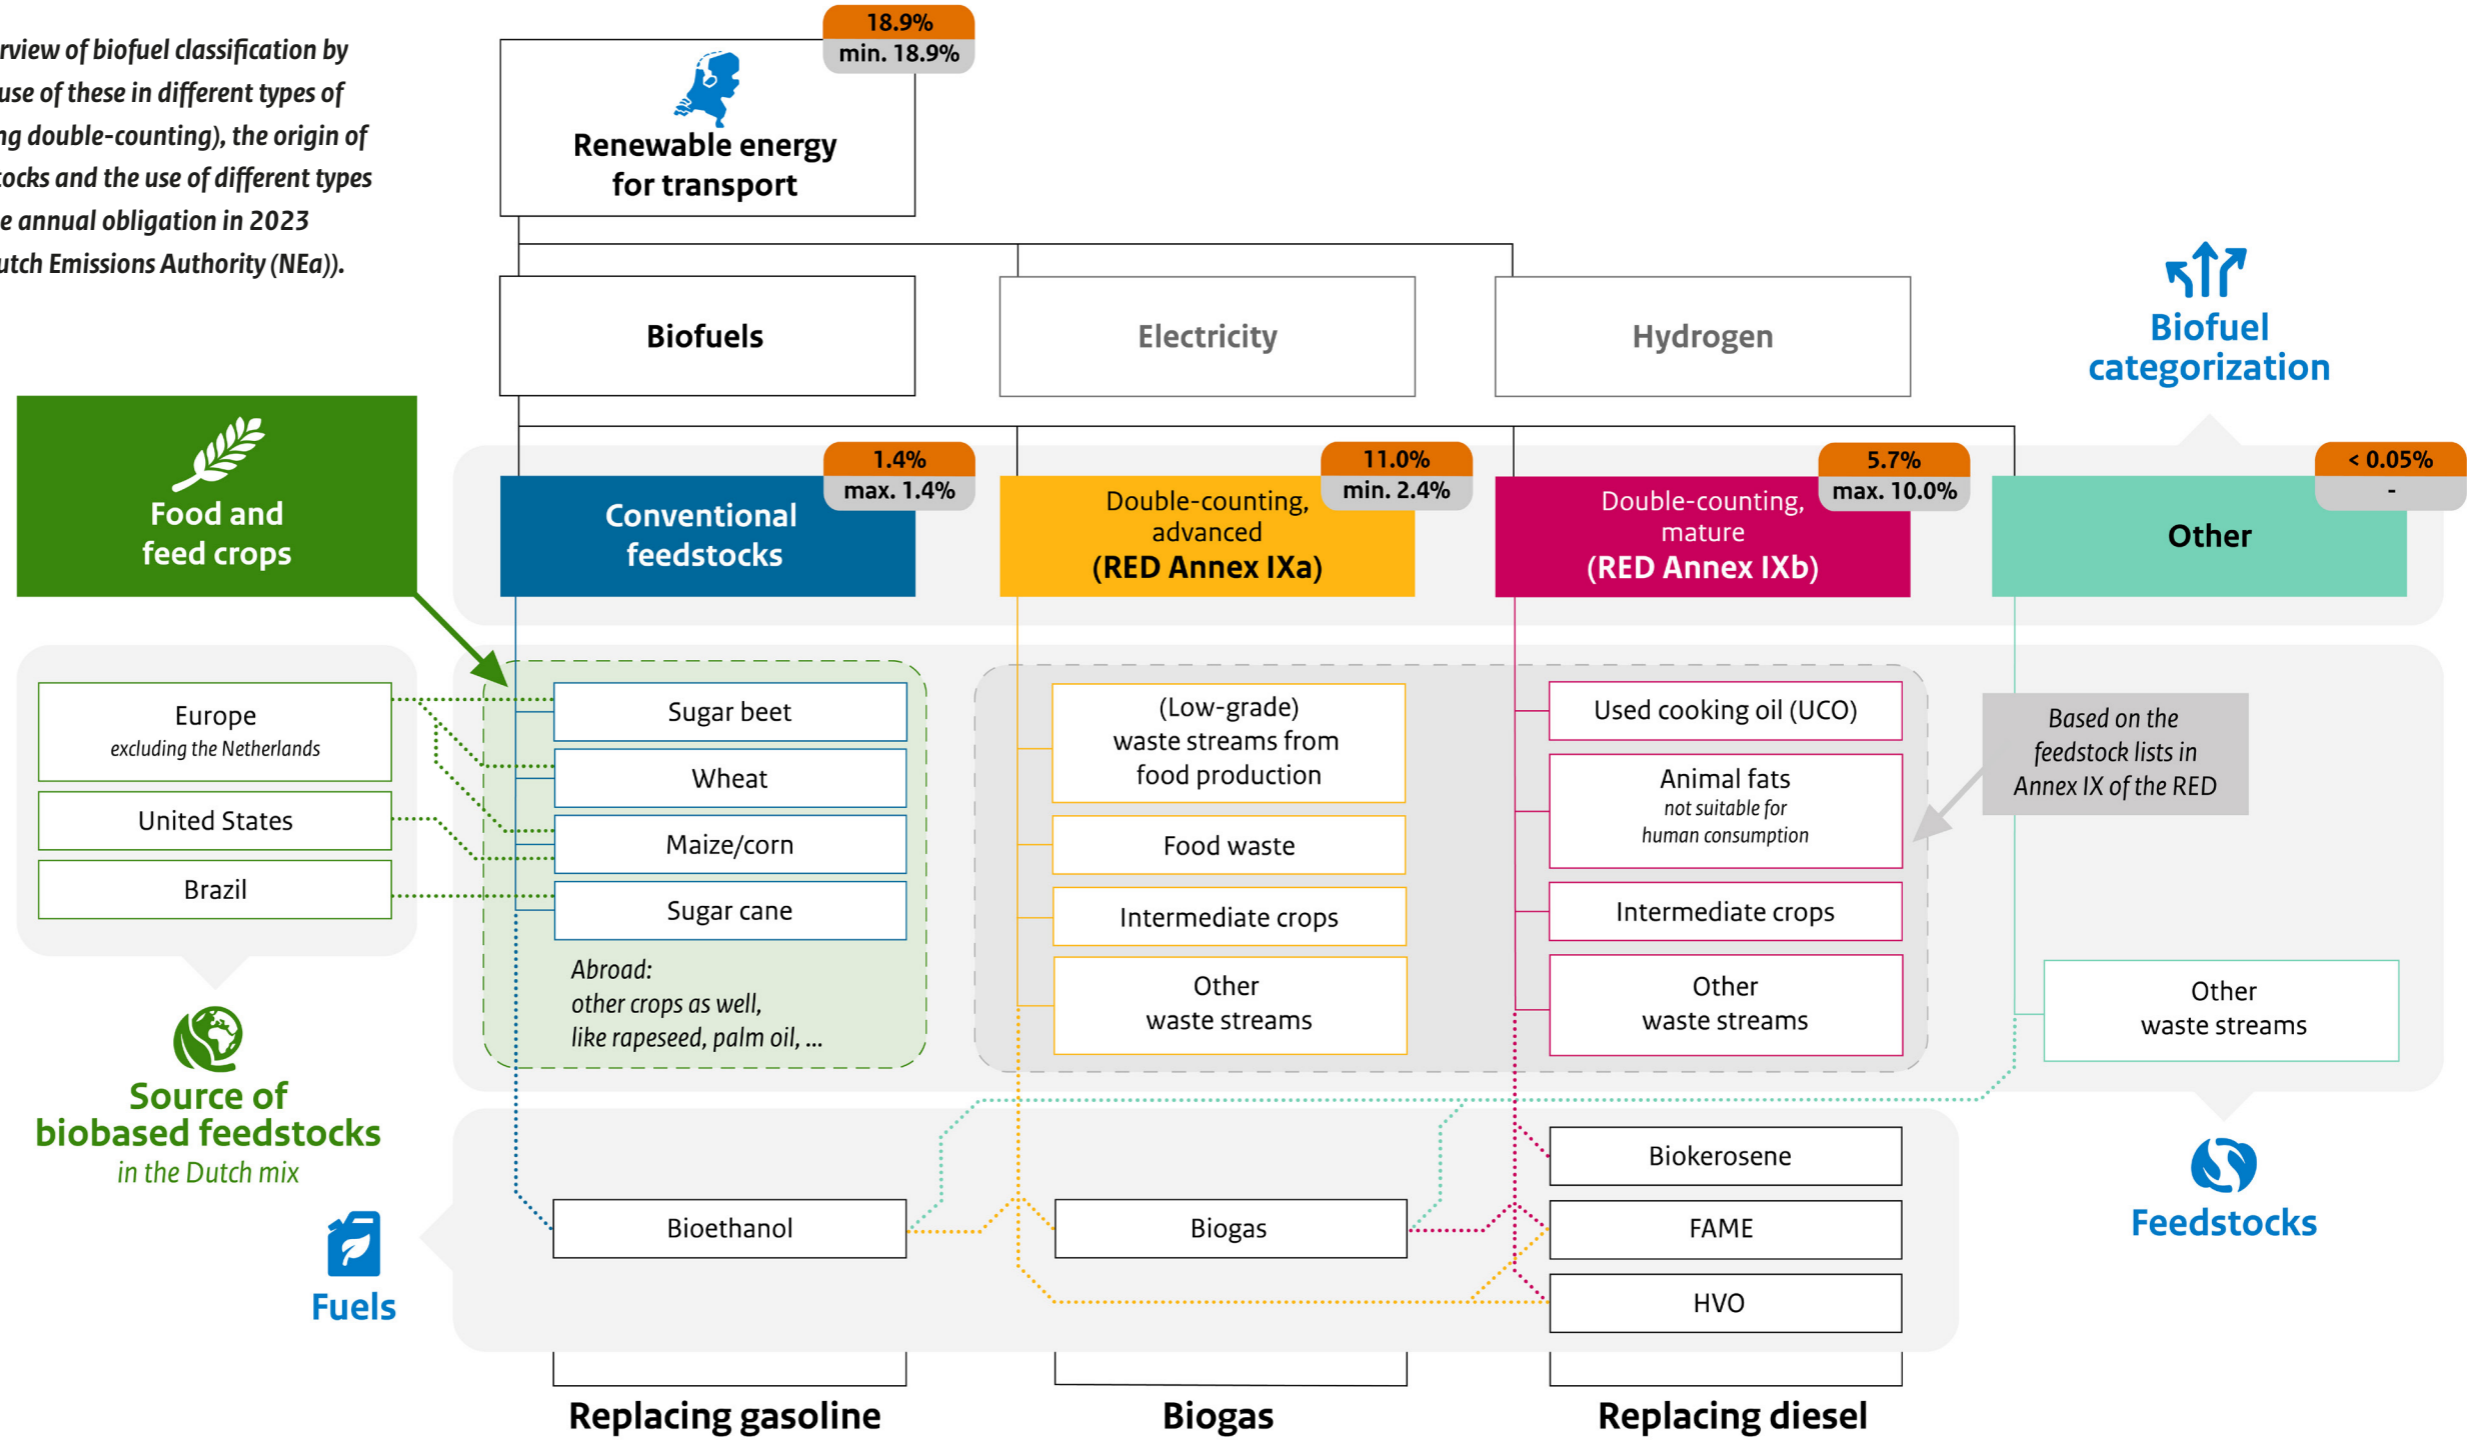 rview of biofuel classification by
use of these in different types of
ng double-counting), the origin of
tocks and the use of different types
e annual obligation in 2023
utch Emissions Authority (NEa)).
18.9%
min. 18.9%
Renewable energy
for transport
Biofuels
Electricity
Hydrogen
Biofuel
categorization
Food and
feed crops
1.4%
max. 1.4%
Conventional
feedstocks
11.0%
min. 2.4%
Double-counting,
advanced
(RED Annex IXa)
5.7%
max. 10.0%
Double-counting,
mature
(RED Annex IXb)
< 0.05%
-
Other
Europe
excluding the Netherlands
United States
Brazil
Source of
biobased feedstocks
in the Dutch mix
Sugar beet
Wheat
Maize/corn
Sugar cane
Abroad:
other crops as well,
like rapeseed, palm oil, ...
(Low-grade)
waste streams from
food production
Food waste
Intermediate crops
Other
waste streams
Used cooking oil (UCO)
Animal fats
not suitable for
human consumption
Intermediate crops
Other
waste streams
Based on the
feedstock lists in
Annex IX of the RED
Other
waste streams
Feedstocks
Fuels
Bioethanol
Biogas
Biokerosene
FAME
HVO
Replacing gasoline
Biogas
Replacing diesel